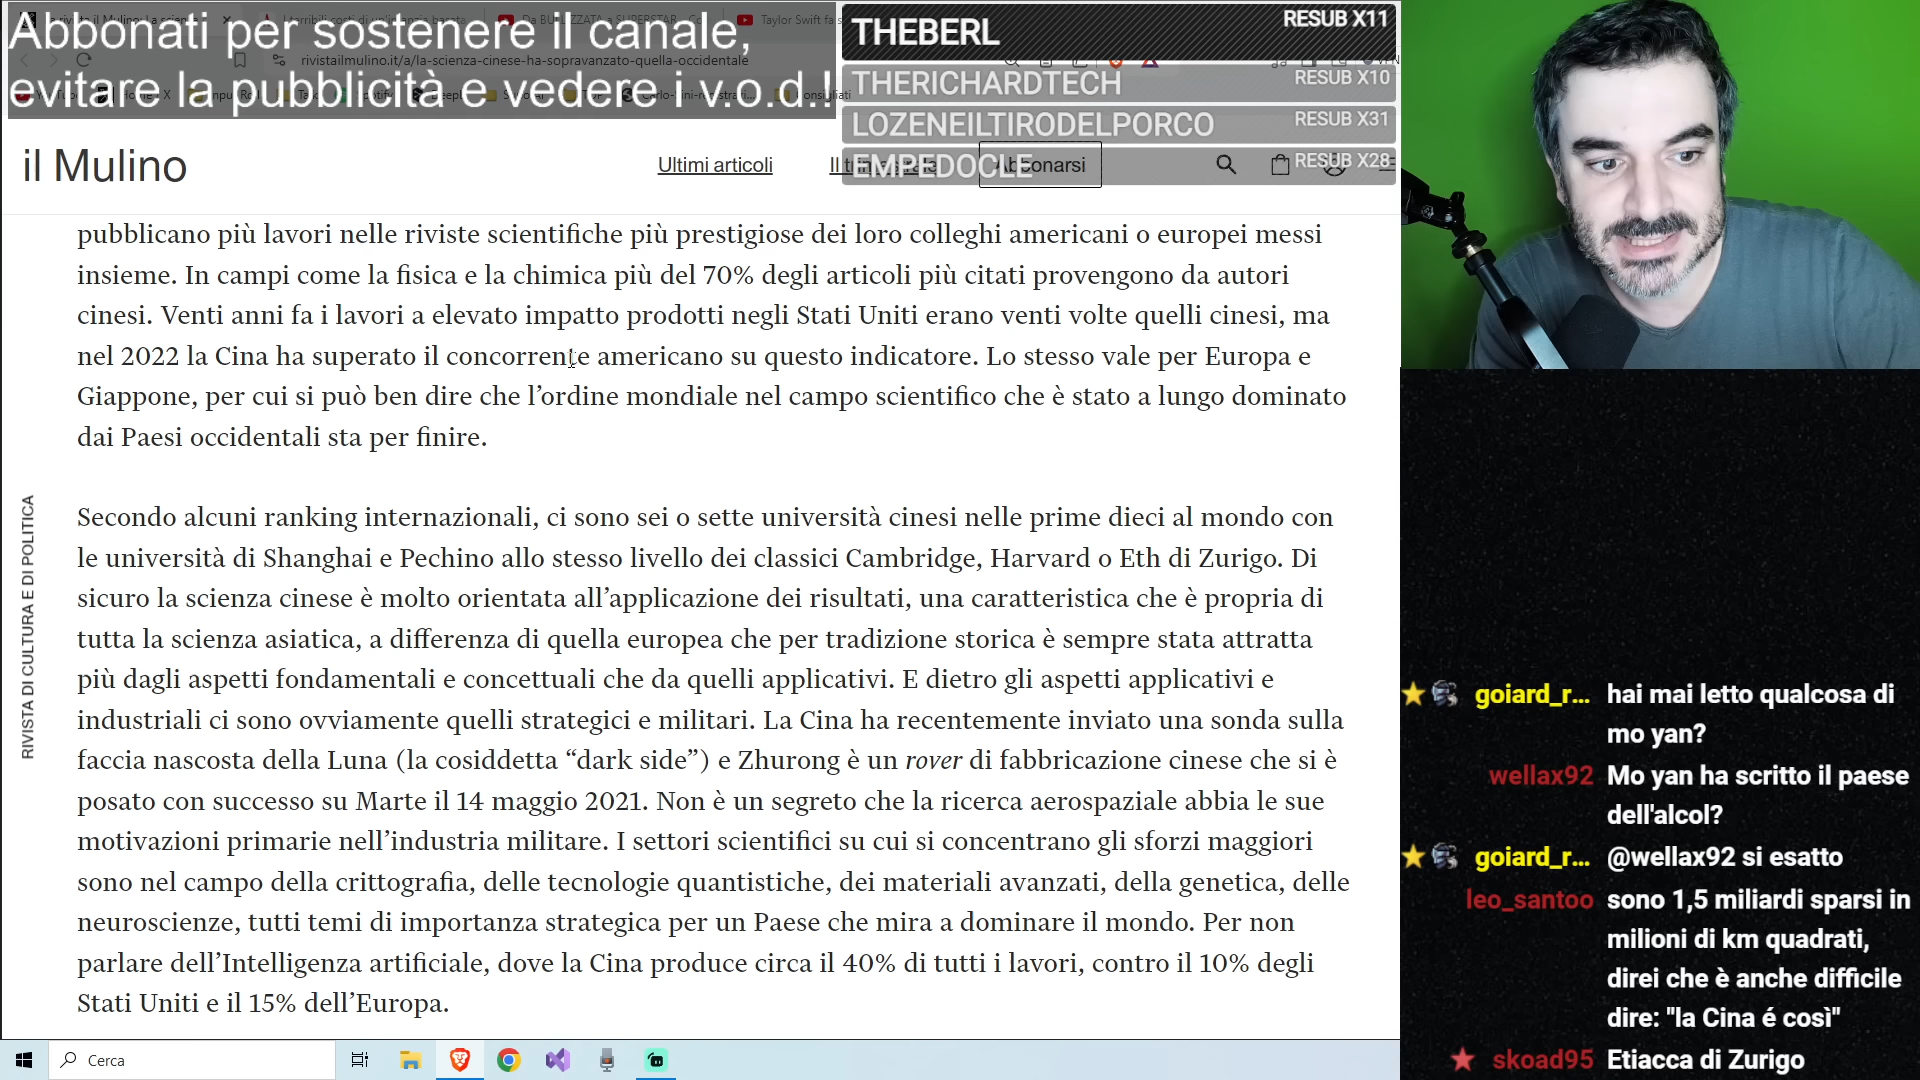 Abbonati per sostenere il canale,
evitare la pubblicità e vedere i v.o.d.!
rivistailmulino.it/a/la-scienza-cinese-ha-sopravanzato-quella-occidentale
THEBERL RESUB X11
THERICHARDTECH RESUB X10
LOZENEILTIRODELPORCO RESUB X31
EMPEDOCLE RESUB X28
il Mulino
Ultimi articoli
Abbonarsi
pubblicano più lavori nelle riviste scientifiche più prestigiose dei loro colleghi americani o europei messi
insieme. In campi come la fisica e la chimica più del 70% degli articoli più citati provengono da autori
cinesi. Venti anni fa i lavori a elevato impatto prodotti negli Stati Uniti erano venti volte quelli cinesi, ma
nel 2022 la Cina ha superato il concorrente americano su questo indicatore. Lo stesso vale per Europa e
Giappone, per cui si può ben dire che l’ordine mondiale nel campo scientifico che è stato a lungo dominato
dai Paesi occidentali sta per finire.
RIVISTA DI CULTURA E DI POLITICA
Secondo alcuni ranking internazionali, ci sono sei o sette università cinesi nelle prime dieci al mondo con
le università di Shanghai e Pechino allo stesso livello dei classici Cambridge, Harvard o Eth di Zurigo. Di
sicuro la scienza cinese è molto orientata all’applicazione dei risultati, una caratteristica che è propria di
tutta la scienza asiatica, a differenza di quella europea che per tradizione storica è sempre stata attratta
più dagli aspetti fondamentali e concettuali che da quelli applicativi. E dietro gli aspetti applicativi e
industriali ci sono ovviamente quelli strategici e militari. La Cina ha recentemente inviato una sonda sulla
faccia nascosta della Luna (la cosiddetta “dark side”) e Zhurong è un rover di fabbricazione cinese che si è
posato con successo su Marte il 14 maggio 2021. Non è un segreto che la ricerca aerospaziale abbia le sue
motivazioni primarie nell’industria militare. I settori scientifici su cui si concentrano gli sforzi maggiori
sono nel campo della crittografia, delle tecnologie quantistiche, dei materiali avanzati, della genetica, delle
neuroscienze, tutti temi di importanza strategica per un Paese che mira a dominare il mondo. Per non
parlare dell’Intelligenza artificiale, dove la Cina produce circa il 40% di tutti i lavori, contro il 10% degli
Stati Uniti e il 15% dell’Europa.
Cerca
goiard_r... hai mai letto qualcosa di
mo yan?
wellax92 Mo yan ha scritto il paese
dell'alcol?
goiard_r... @wellax92 si esatto
leo_santoo sono 1,5 miliardi sparsi in
milioni di km quadrati,
direi che è anche difficile
dire: "la Cina é così"
skoad95 Etiacca di Zurigo